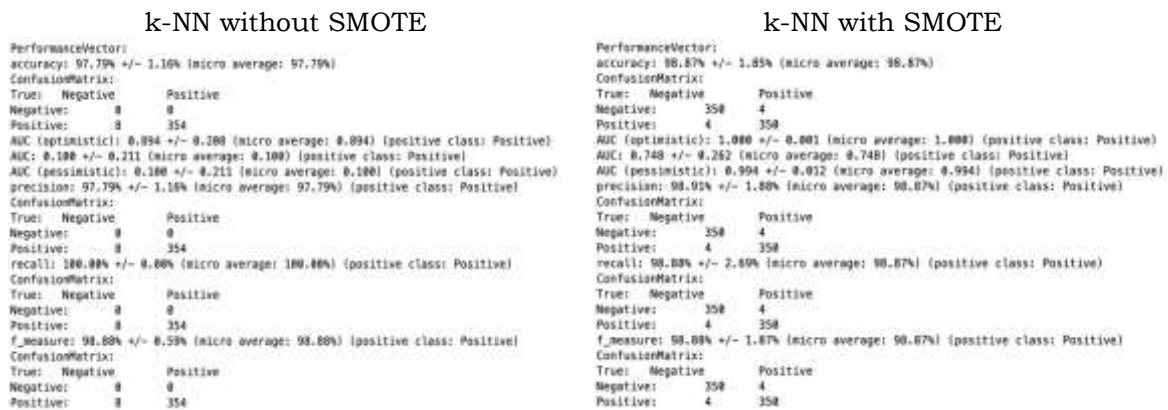 k-NN without SMOTE
PerformanceVector:
accuracy: 97.79% +/- 1.16% (micro average: 97.79%)
ConfusionMatrix:
True: Negative Positive
Negative: 0 0
Positive: 8 354
AUC (optimistic): 0.894 +/- 0.208 (micro average: 0.894) (positive class: Positive)
AUC: 0.100 +/- 0.211 (micro average: 0.100) (positive class: Positive)
AUC (pessimistic): 0.100 +/- 0.211 (micro average: 0.100) (positive class: Positive)
precision: 97.79% +/- 1.16% (micro average: 97.79%) (positive class: Positive)
ConfusionMatrix:
True: Negative Positive
Negative: 0 0
Positive: 8 354
recall: 100.00% +/- 0.00% (micro average: 100.00%) (positive class: Positive)
ConfusionMatrix:
True: Negative Positive
Negative: 0 0
Positive: 8 354
f_measure: 98.88% +/- 0.59% (micro average: 98.88%) (positive class: Positive)
ConfusionMatrix:
True: Negative Positive
Negative: 0 0
Positive: 8 354
k-NN with SMOTE
PerformanceVector:
accuracy: 98.87% +/- 1.85% (micro average: 98.87%)
ConfusionMatrix:
True: Negative Positive
Negative: 350 4
Positive: 4 350
AUC (optimistic): 1.000 +/- 0.001 (micro average: 1.000) (positive class: Positive)
AUC: 0.748 +/- 0.262 (micro average: 0.748) (positive class: Positive)
AUC (pessimistic): 0.994 +/- 0.012 (micro average: 0.994) (positive class: Positive)
precision: 98.91% +/- 1.80% (micro average: 98.87%) (positive class: Positive)
ConfusionMatrix:
True: Negative Positive
Negative: 350 4
Positive: 4 350
recall: 98.88% +/- 2.69% (micro average: 98.87%) (positive class: Positive)
ConfusionMatrix:
True: Negative Positive
Negative: 350 4
Positive: 4 350
f_measure: 98.88% +/- 1.87% (micro average: 98.87%) (positive class: Positive)
ConfusionMatrix:
True: Negative Positive
Negative: 350 4
Positive: 4 350